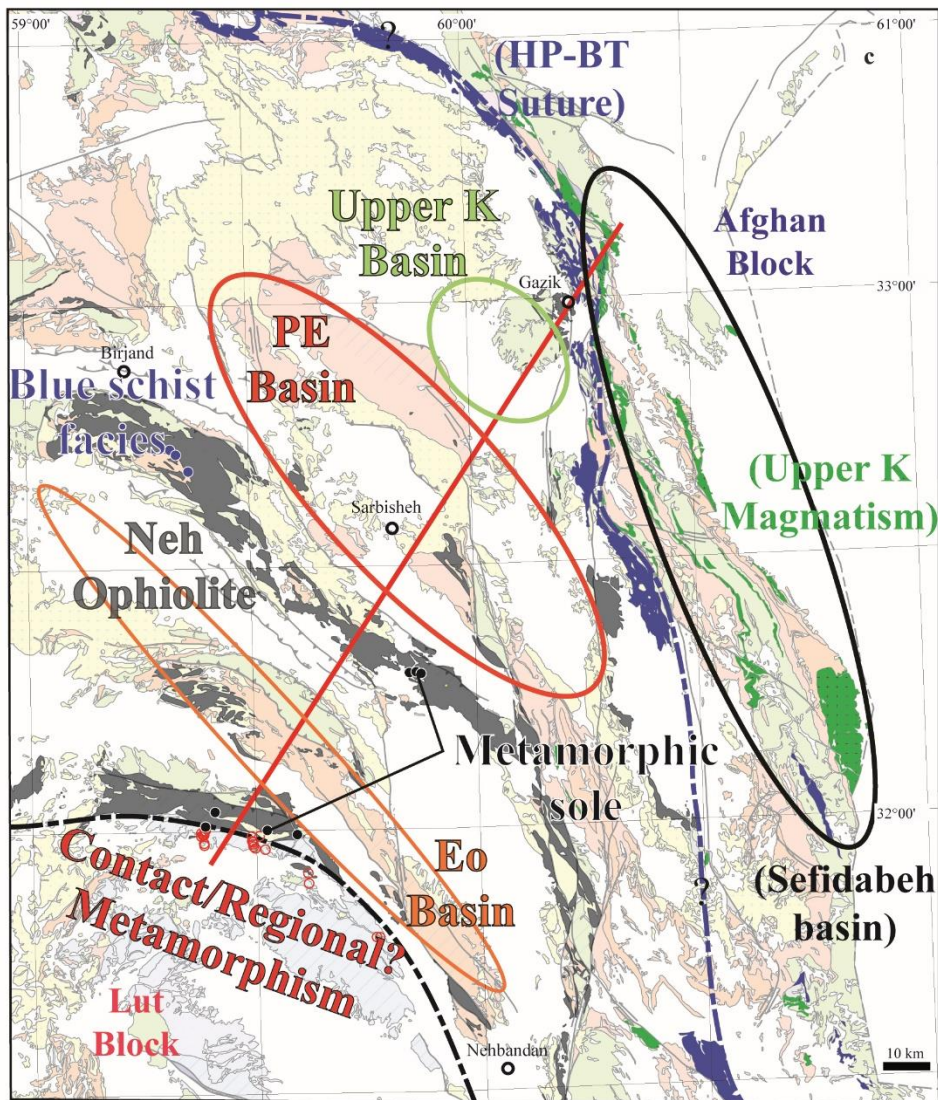 59°00'
60°00'
61°00'
?
c
(HP-BT
Suture)
Upper K
Basin
Afghan
Block
Gazik
33°00'
PE
Basin
Birjand
Blue schist
facies
(Upper K
Magmatism)
Sarbisheh
Neh
Ophiolite
Metamorphic
sole
32°00'
Contact/Regional?
Metamorphism
Eo
Basin
?
(Sefidabeh
basin)
Lut
Block
Nehbandan
10 km